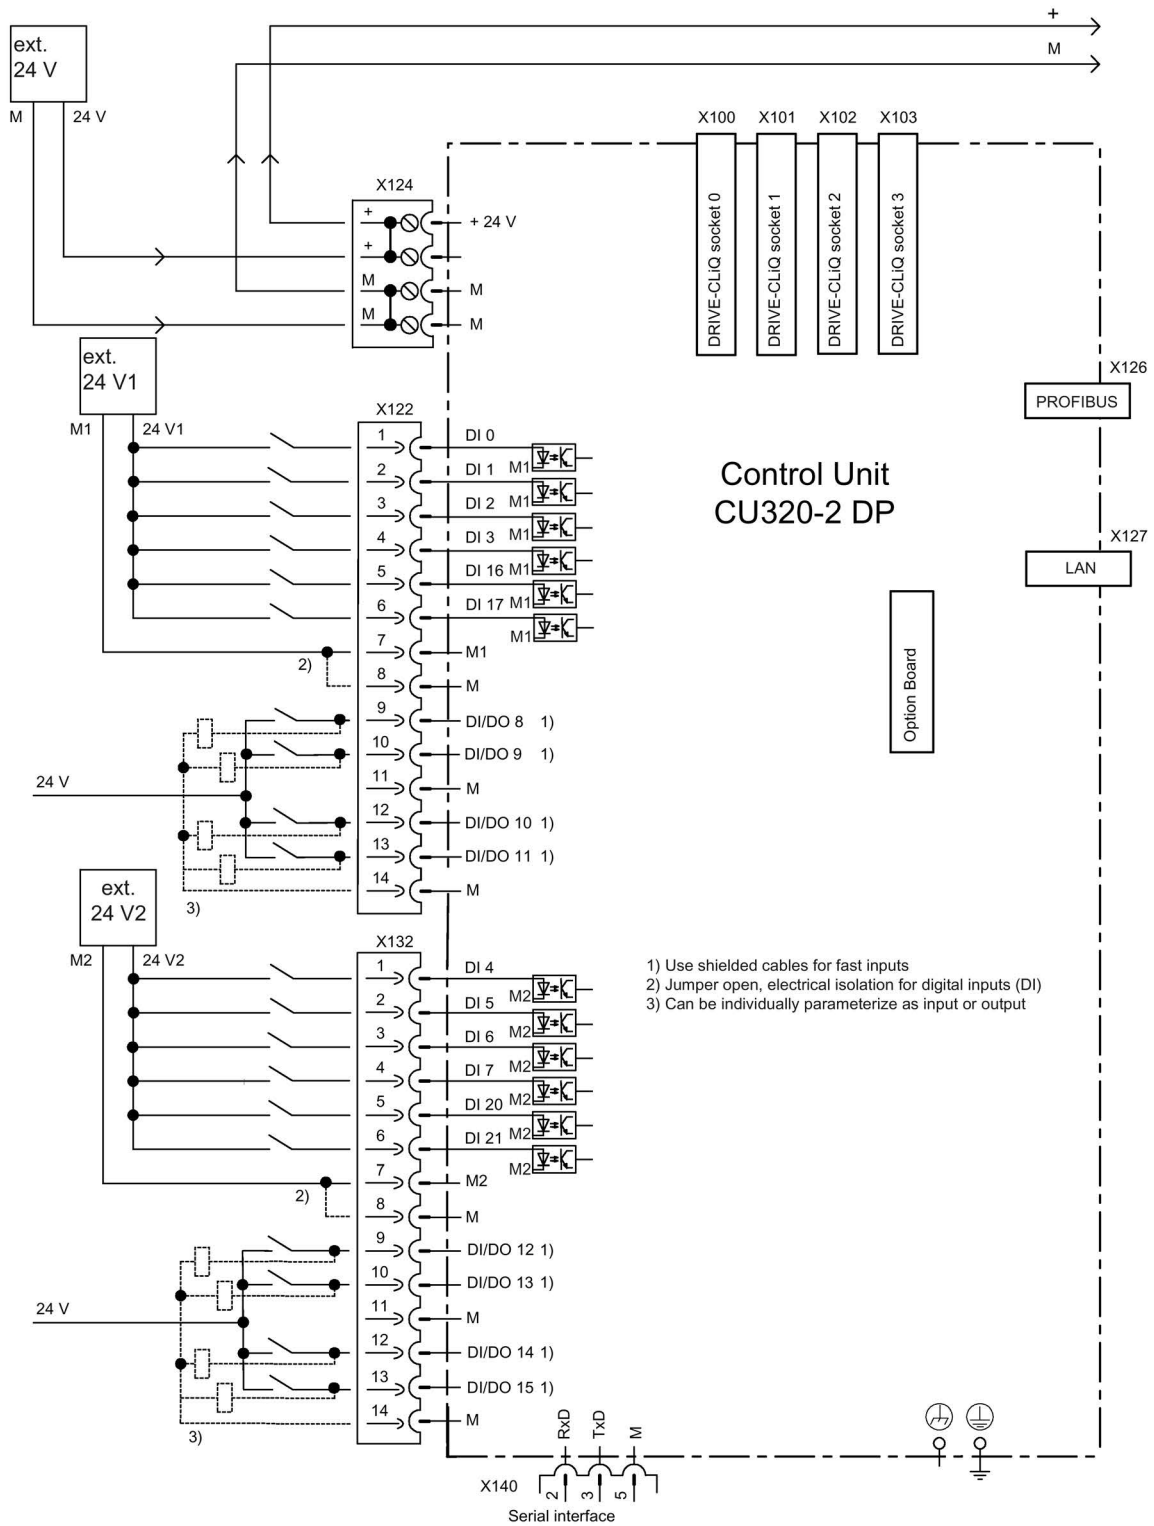 +
M
ext.
24 V
M 24 V
X100 X101 X102 X103
DRIVE-CLiQ socket 0
DRIVE-CLiQ socket 1
DRIVE-CLiQ socket 2
DRIVE-CLiQ socket 3
X124
+ + 24 V
+
M M
M M
ext.
24 V1
M1 24 V1
X126
PROFIBUS
X122
1 DI 0 M1
2 DI 1 M1
3 DI 2 M1
4 DI 3 M1
5 DI 16 M1
6 DI 17 M1
2) 7 M1
8 M
9 DI/DO 8 1)
10 DI/DO 9 1)
24 V 11 M
12 DI/DO 10 1)
13 DI/DO 11 1)
14 M
3)
Control Unit
CU320-2 DP
X127
LAN
Option Board
ext.
24 V2
M2 24 V2
X132
1 DI 4 M2
2 DI 5 M2
3 DI 6 M2
4 DI 7 M2
5 DI 20 M2
6 DI 21 M2
2) 7 M2
8 M
9 DI/DO 12 1)
10 DI/DO 13 1)
24 V 11 M
12 DI/DO 14 1)
13 DI/DO 15 1)
14 M
3)
1) Use shielded cables for fast inputs
2) Jumper open, electrical isolation for digital inputs (DI)
3) Can be individually parameterize as input or output
RxD TxD M
X140 2 3 5
Serial interface